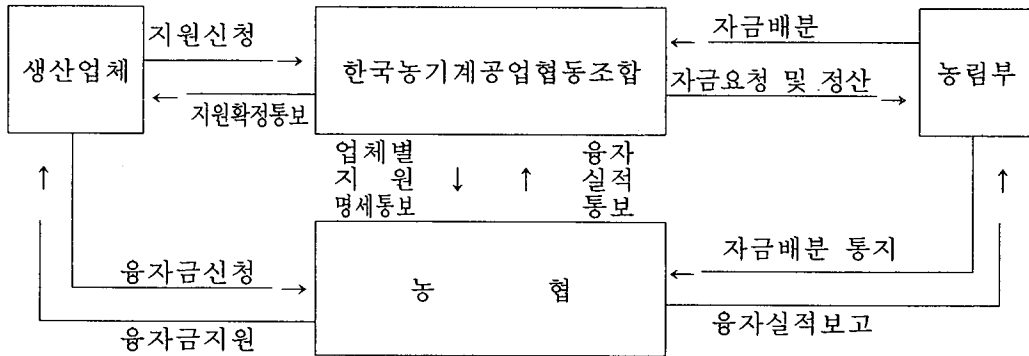 지원신청
자금배분
생산업체
한국농기계공업협동조합
농림부
지원확정통보
자금요청 및 정산
업체별
지 원
명세통보
융자
실적
통보
자금배분 통지
융자금신청
농 협
융자금지원
융자실적보고